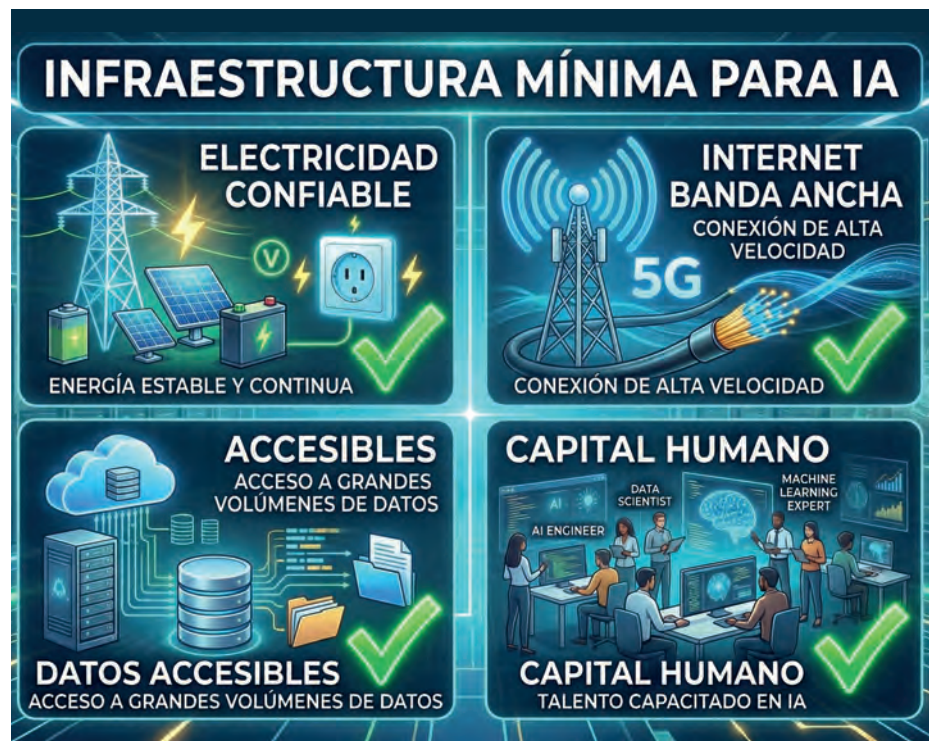 INFRAESTRUCTURA MÍNIMA PARA IA
ELECTRICIDAD
CONFIABLE
V
ENERGÍA ESTABLE Y CONTINUA
INTERNET
BANDA ANCHA
CONEXIÓN DE ALTA
VELOCIDAD
5G
CONEXIÓN DE ALTA VELOCIDAD
ACCESIBLES
ACCESO A GRANDES
VOLÚMENES DE DATOS
DATOS ACCESIBLES
ACCESO A GRANDES VOLÚMENES DE DATOS
CAPITAL HUMANO
AI
AI ENGINEER
DATA
SCIENTIST
MACHINE
LEARNING
EXPERT
CAPITAL HUMANO
TALENTO CAPACITADO EN IA